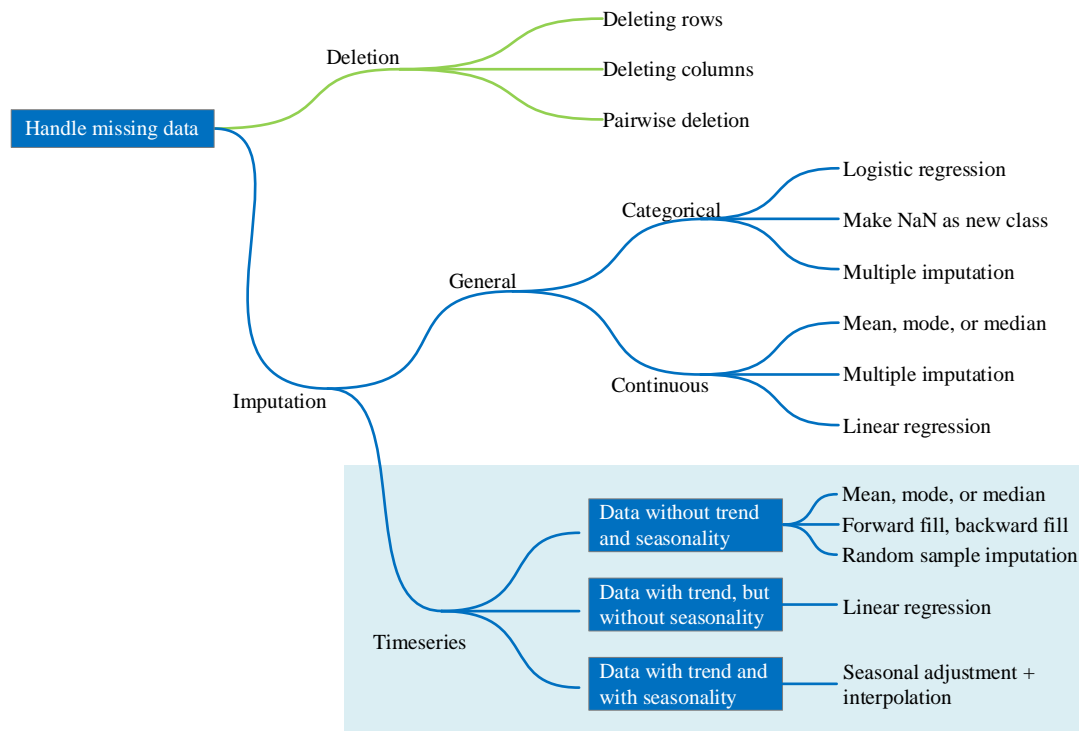 Deleting rows
Deletion
Deleting columns
Handle missing data
Pairwise deletion
Logistic regression
Categorical
Make NaN as new class
Multiple imputation
General
Mean, mode, or median
Continuous
Multiple imputation
Imputation
Linear regression
Mean, mode, or median
Data without trend
and seasonality
Forward fill, backward fill
Random sample imputation
Data with trend, but
without seasonality
Linear regression
Timeseries
Data with trend and
with seasonality
Seasonal adjustment +
interpolation